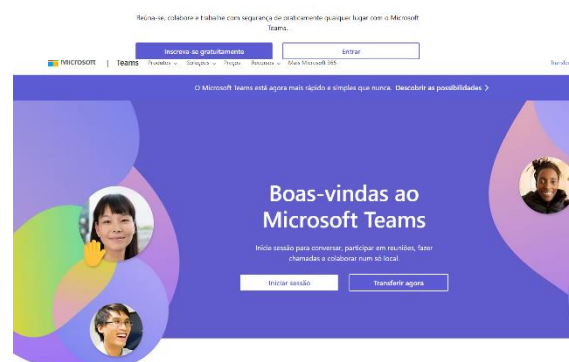 Reúna-se, colabore e trabalhe com segurança de praticamente qualquer lugar com o Microsoft
Teams.
Inscreva-se gratuitamente
Entrar
Microsoft | Teams Produtos Soluções Preços Recursos Mais Microsoft 365
O Microsoft Teams está agora mais rápido e simples que nunca. Descobrir as possibilidades >
Boas-vindas ao
Microsoft Teams
Inicie sessão para conversar, participar em reuniões, fazer
chamadas e colaborar num só local.
Iniciar sessão
Transferir agora